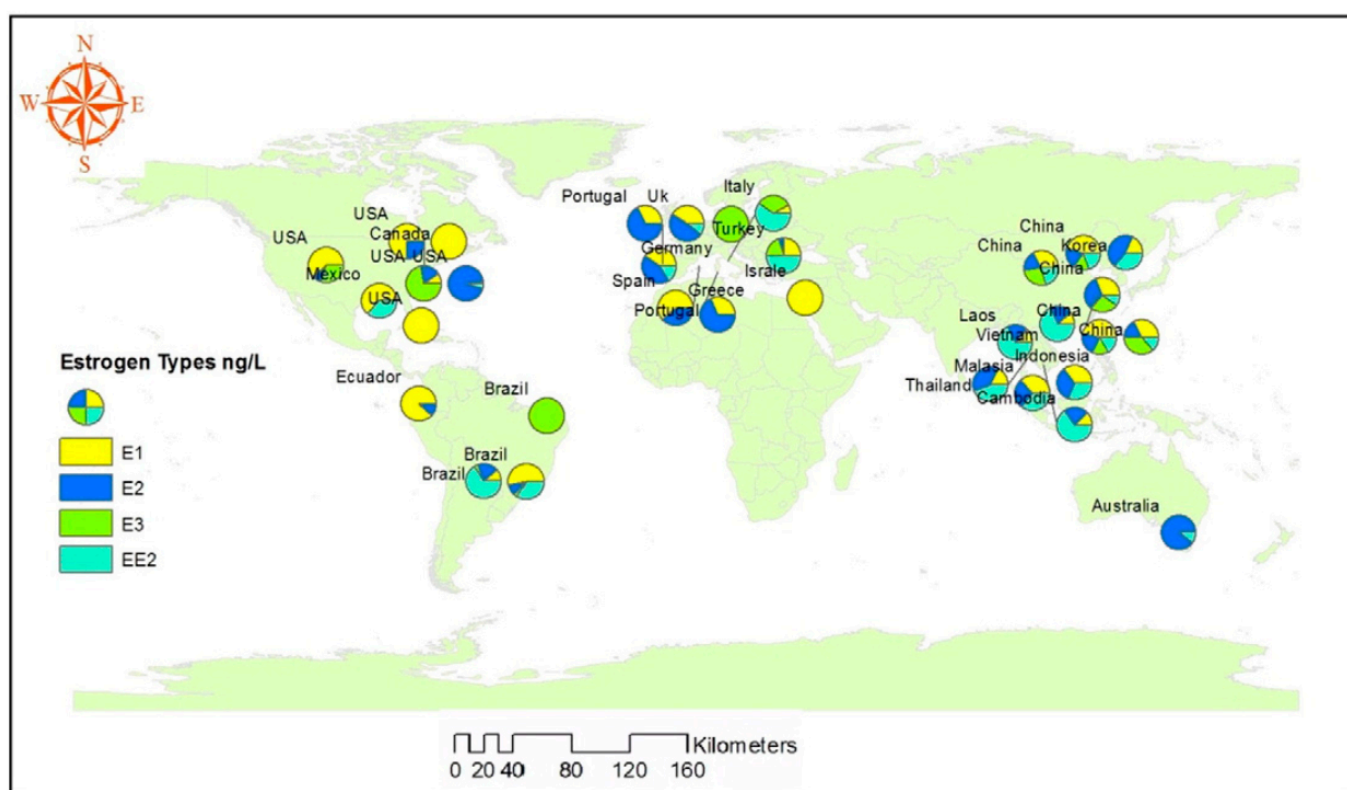 N
W E
S
Portugal Uk Italy
USA
Canada
USA
Mexico
USA USA
USA
Turkey
Germany
Israle
Spain
Greece
Portugal
China
China
Korea
China
China
China
Laos
Vietnam
Indonesia
Malasia
Thailand
Cambodia
Estrogen Types ng/L
E1
E2
E3
EE2
Ecuador
Brazil
Brazil
Brazil
Australia
Kilometers
0 20 40 80 120 160